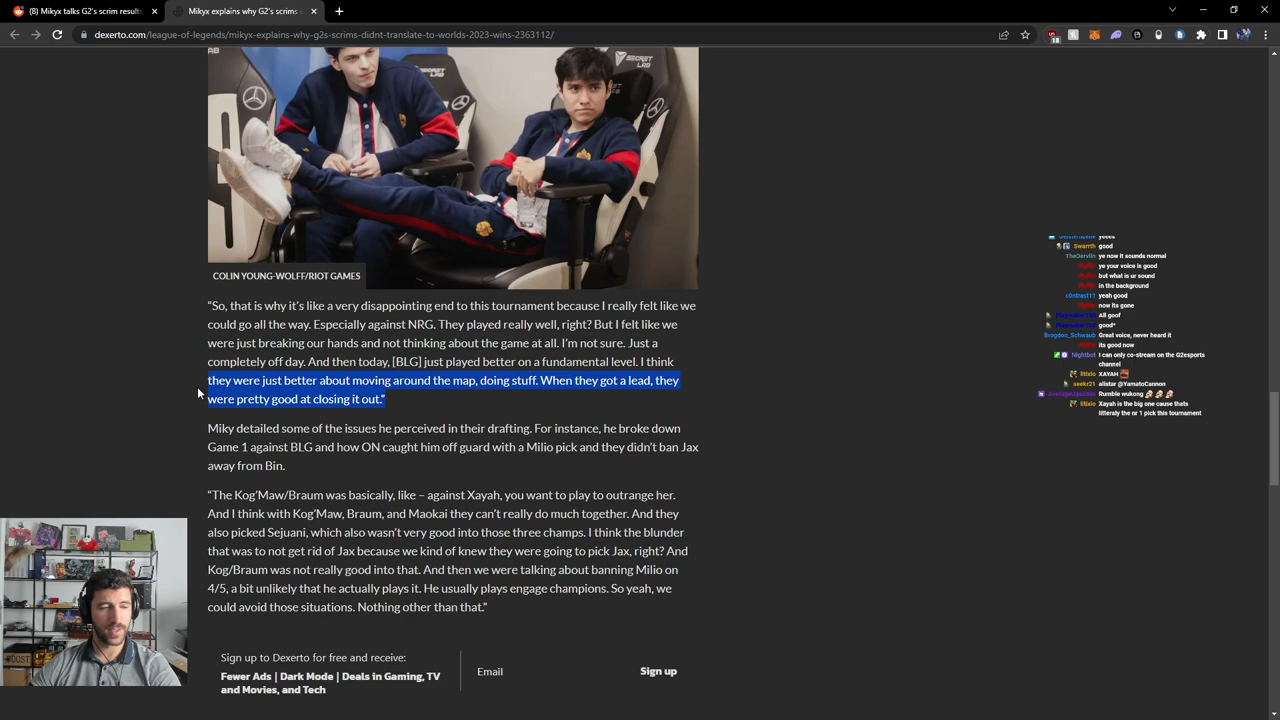 (8) Mikyx talks G2's scrim results
Mikyx explains why G2's scrims
dexerto.com/league-of-legends/mikyx-explains-why-g2s-scrims-didnt-translate-to-worlds-2023-wins-2363112/
SECRET
LAB
SECRET
LAB
COLIN YOUNG-WOLFF/RIOT GAMES
“So, that is why it’s like a very disappointing end to this tournament because I really felt like we
could go all the way. Especially against NRG. They played really well, right? But I felt like we
were just breaking our hands and not thinking about the game at all. I’m not sure. Just a
completely off day. And then today, [BLG] just played better on a fundamental level. I think
they were just better about moving around the map, doing stuff. When they got a lead, they
were pretty good at closing it out.”
Miky detailed some of the issues he perceived in their drafting. For instance, he broke down
Game 1 against BLG and how ON caught him off guard with a Milio pick and they didn’t ban Jax
away from Bin.
“The Kog’Maw/Braum was basically, like – against Xayah, you want to play to outrange her.
And I think with Kog’Maw, Braum, and Maokai they can’t really do much together. And they
also picked Sejuani, which also wasn’t very good into those three champs. I think the blunder
that was to not get rid of Jax because we kind of knew they were going to pick Jax, right? And
Kog/Braum was not really good into that. And then we were talking about banning Milio on
4/5, a bit unlikely that he actually plays it. He usually plays engage champions. So yeah, we
could avoid those situations. Nothing other than that.”
Sign up to Dexerto for free and receive:
Fewer Ads | Dark Mode | Deals in Gaming, TV
and Movies, and Tech
Email
Sign up
Swarrth good
TheDervlin ye now it sounds normal
ye your voice is good
but what is ur sound
in the background
c0ntrast11 yeah good
now its gone
All goof
good*
Brogdon_Schwaub Great voice, never heard it
its good now
Nightbot I can only co-stream on the G2esports
channel
litixio XAYAH
seekr21 alistar @YamatoCannon
Rumble wukong
litixio Xayah is the big one cause thats
litteraly the nr 1 pick this tournament
BOOST